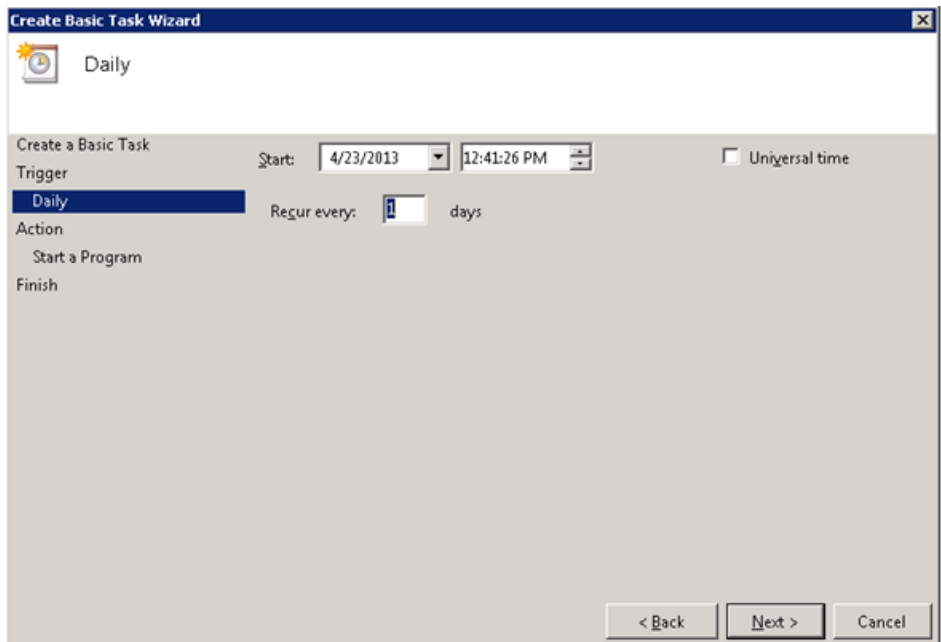 Create Basic Task Wizard
Daily
Create a Basic Task
Trigger
Daily
Action
Start a Program
Finish
Start: 4/23/2013 12:41:26 PM Universal time
Recur every: 1 days
< Back Next > Cancel